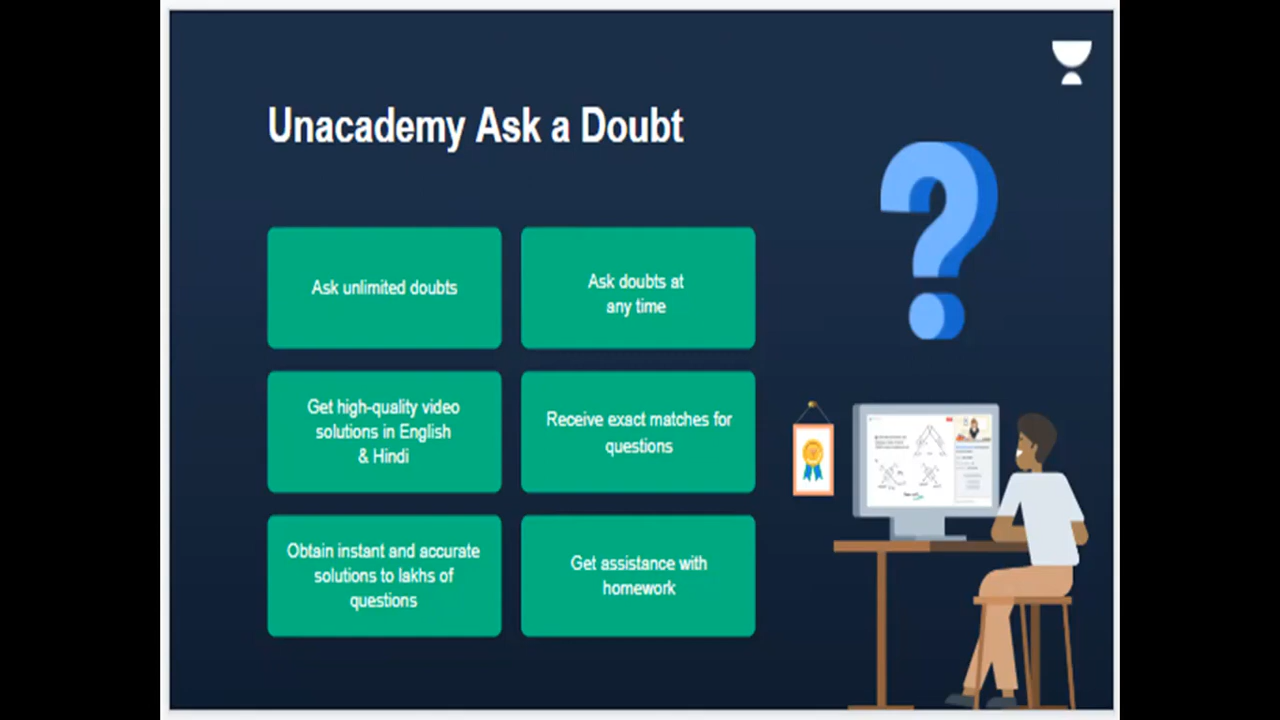 Unacademy Ask a Doubt
Ask unlimited doubts
Ask doubts at
any time
Get high-quality video
solutions in English
& Hindi
Receive exact matches for
questions
Obtain instant and accurate
solutions to lakhs of
questions
Get assistance with
homework